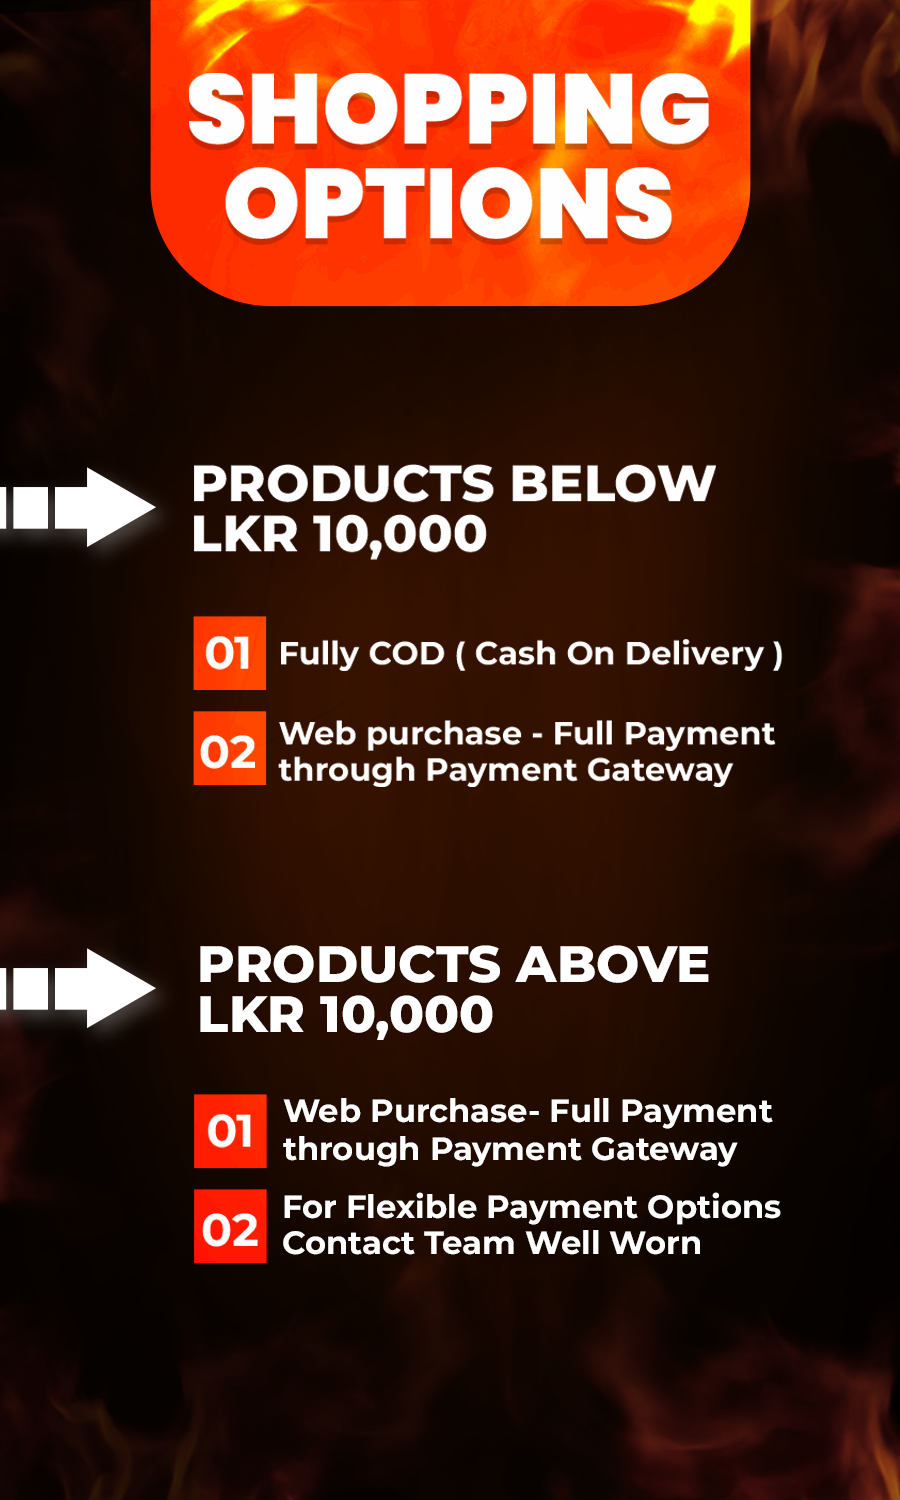 SHOPPING
OPTIONS
PRODUCTS BELOW
LKR 10,000
01
Fully COD ( Cash On Delivery )
02
Web purchase - Full Payment
through Payment Gateway
PRODUCTS ABOVE
LKR 10,000
01
Web Purchase- Full Payment
through Payment Gateway
02
For Flexible Payment Options
Contact Team Well Worn